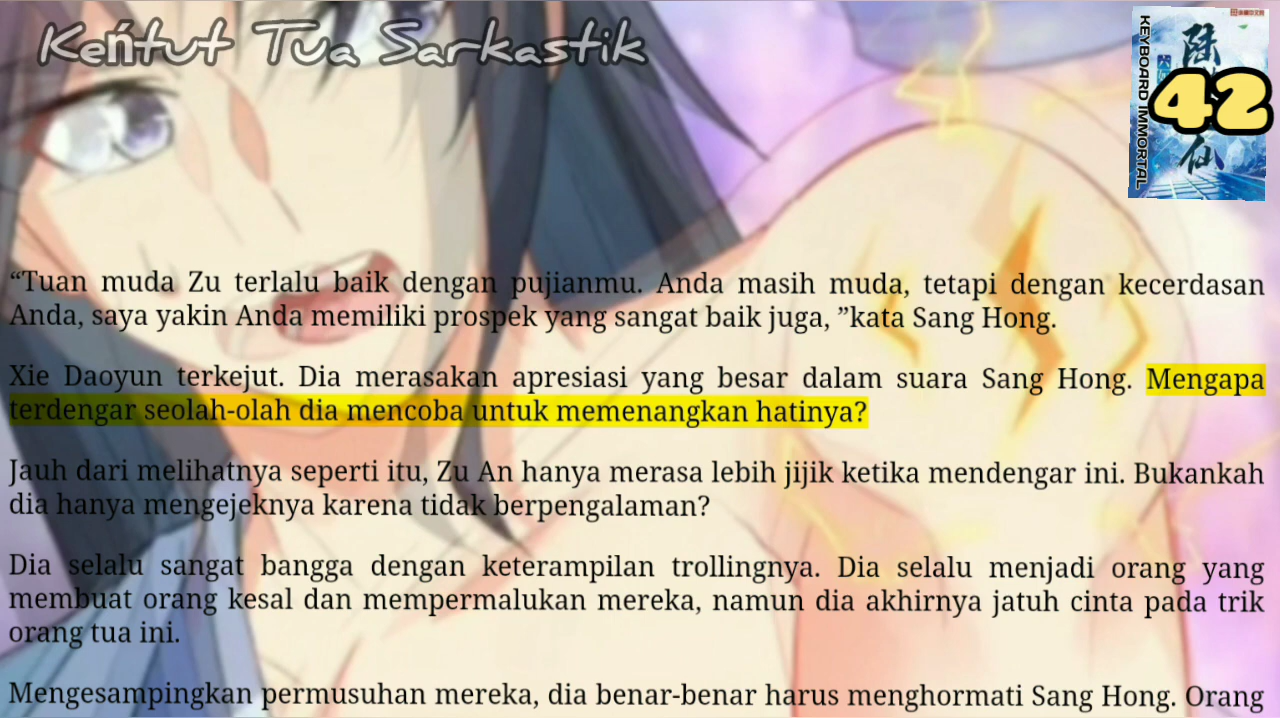 Keńtut Tua Sarkastik
KEYBOARD IMMORTAL
42
“Tuan muda Zu terlalu baik dengan pujianmu. Anda masih muda, tetapi dengan kecerdasan
Anda, saya yakin Anda memiliki prospek yang sangat baik juga, ”kata Sang Hong.
Xie Daoyun terkejut. Dia merasakan apresiasi yang besar dalam suara Sang Hong. Mengapa
terdengar seolah-olah dia mencoba untuk memenangkan hatinya?
Jauh dari melihatnya seperti itu, Zu An hanya merasa lebih jijik ketika mendengar ini. Bukankah
dia hanya mengejeknya karena tidak berpengalaman?
Dia selalu sangat bangga dengan keterampilan trollingnya. Dia selalu menjadi orang yang
membuat orang kesal dan mempermalukan mereka, namun dia akhirnya jatuh cinta pada trik
orang tua ini.
Mengesampingkan permusuhan mereka, dia benar-benar harus menghormati Sang Hong. Orang